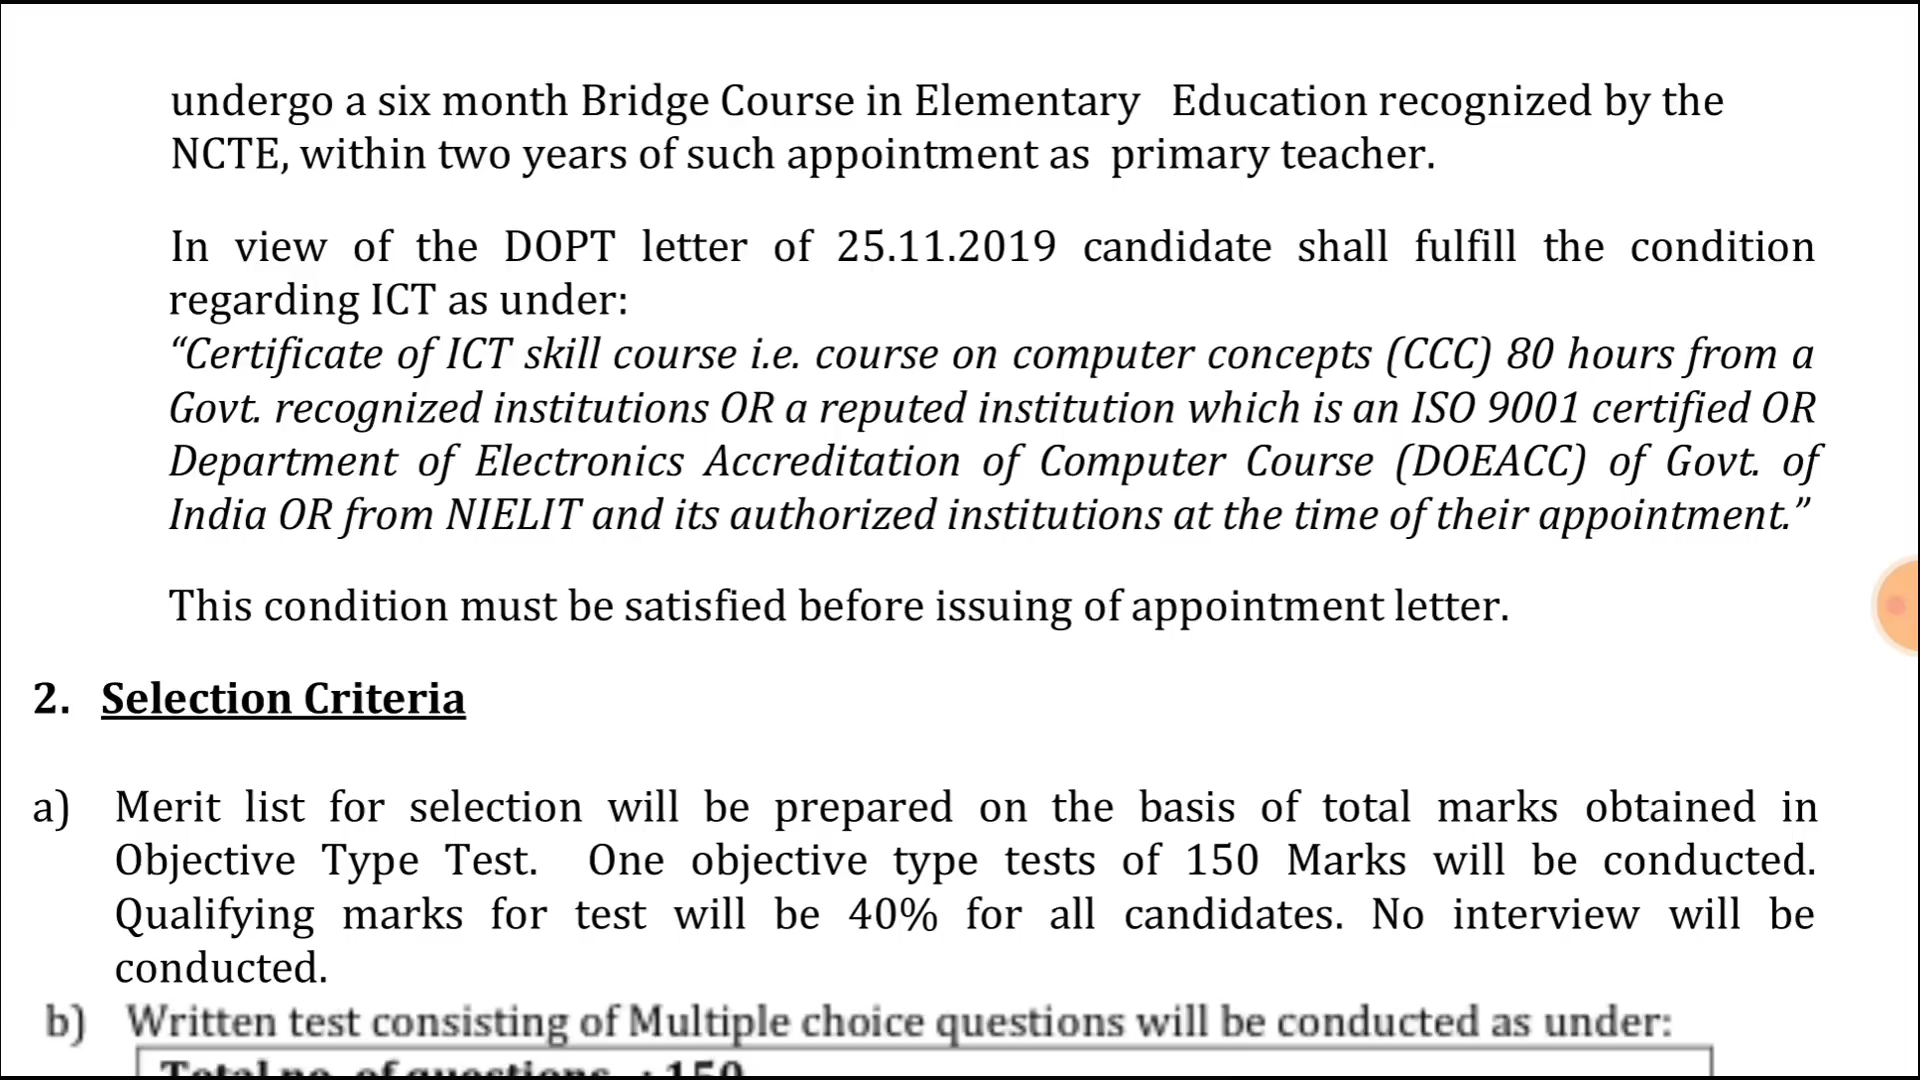 undergo a six month Bridge Course in Elementary Education recognized by the
NCTE, within two years of such appointment as primary teacher.
In view of the DOPT letter of 25.11.2019 candidate shall fulfill the condition
regarding ICT as under:
“Certificate of ICT skill course i.e. course on computer concepts (CCC) 80 hours from a
Govt. recognized institutions OR a reputed institution which is an ISO 9001 certified OR
Department of Electronics Accreditation of Computer Course (DOEACC) of Govt. of
India OR from NIELIT and its authorized institutions at the time of their appointment.”
This condition must be satisfied before issuing of appointment letter.
2. Selection Criteria
a) Merit list for selection will be prepared on the basis of total marks obtained in
Objective Type Test. One objective type tests of 150 Marks will be conducted.
Qualifying marks for test will be 40% for all candidates. No interview will be
conducted.
b) Written test consisting of Multiple choice questions will be conducted as under:
Total no. of questions : 150